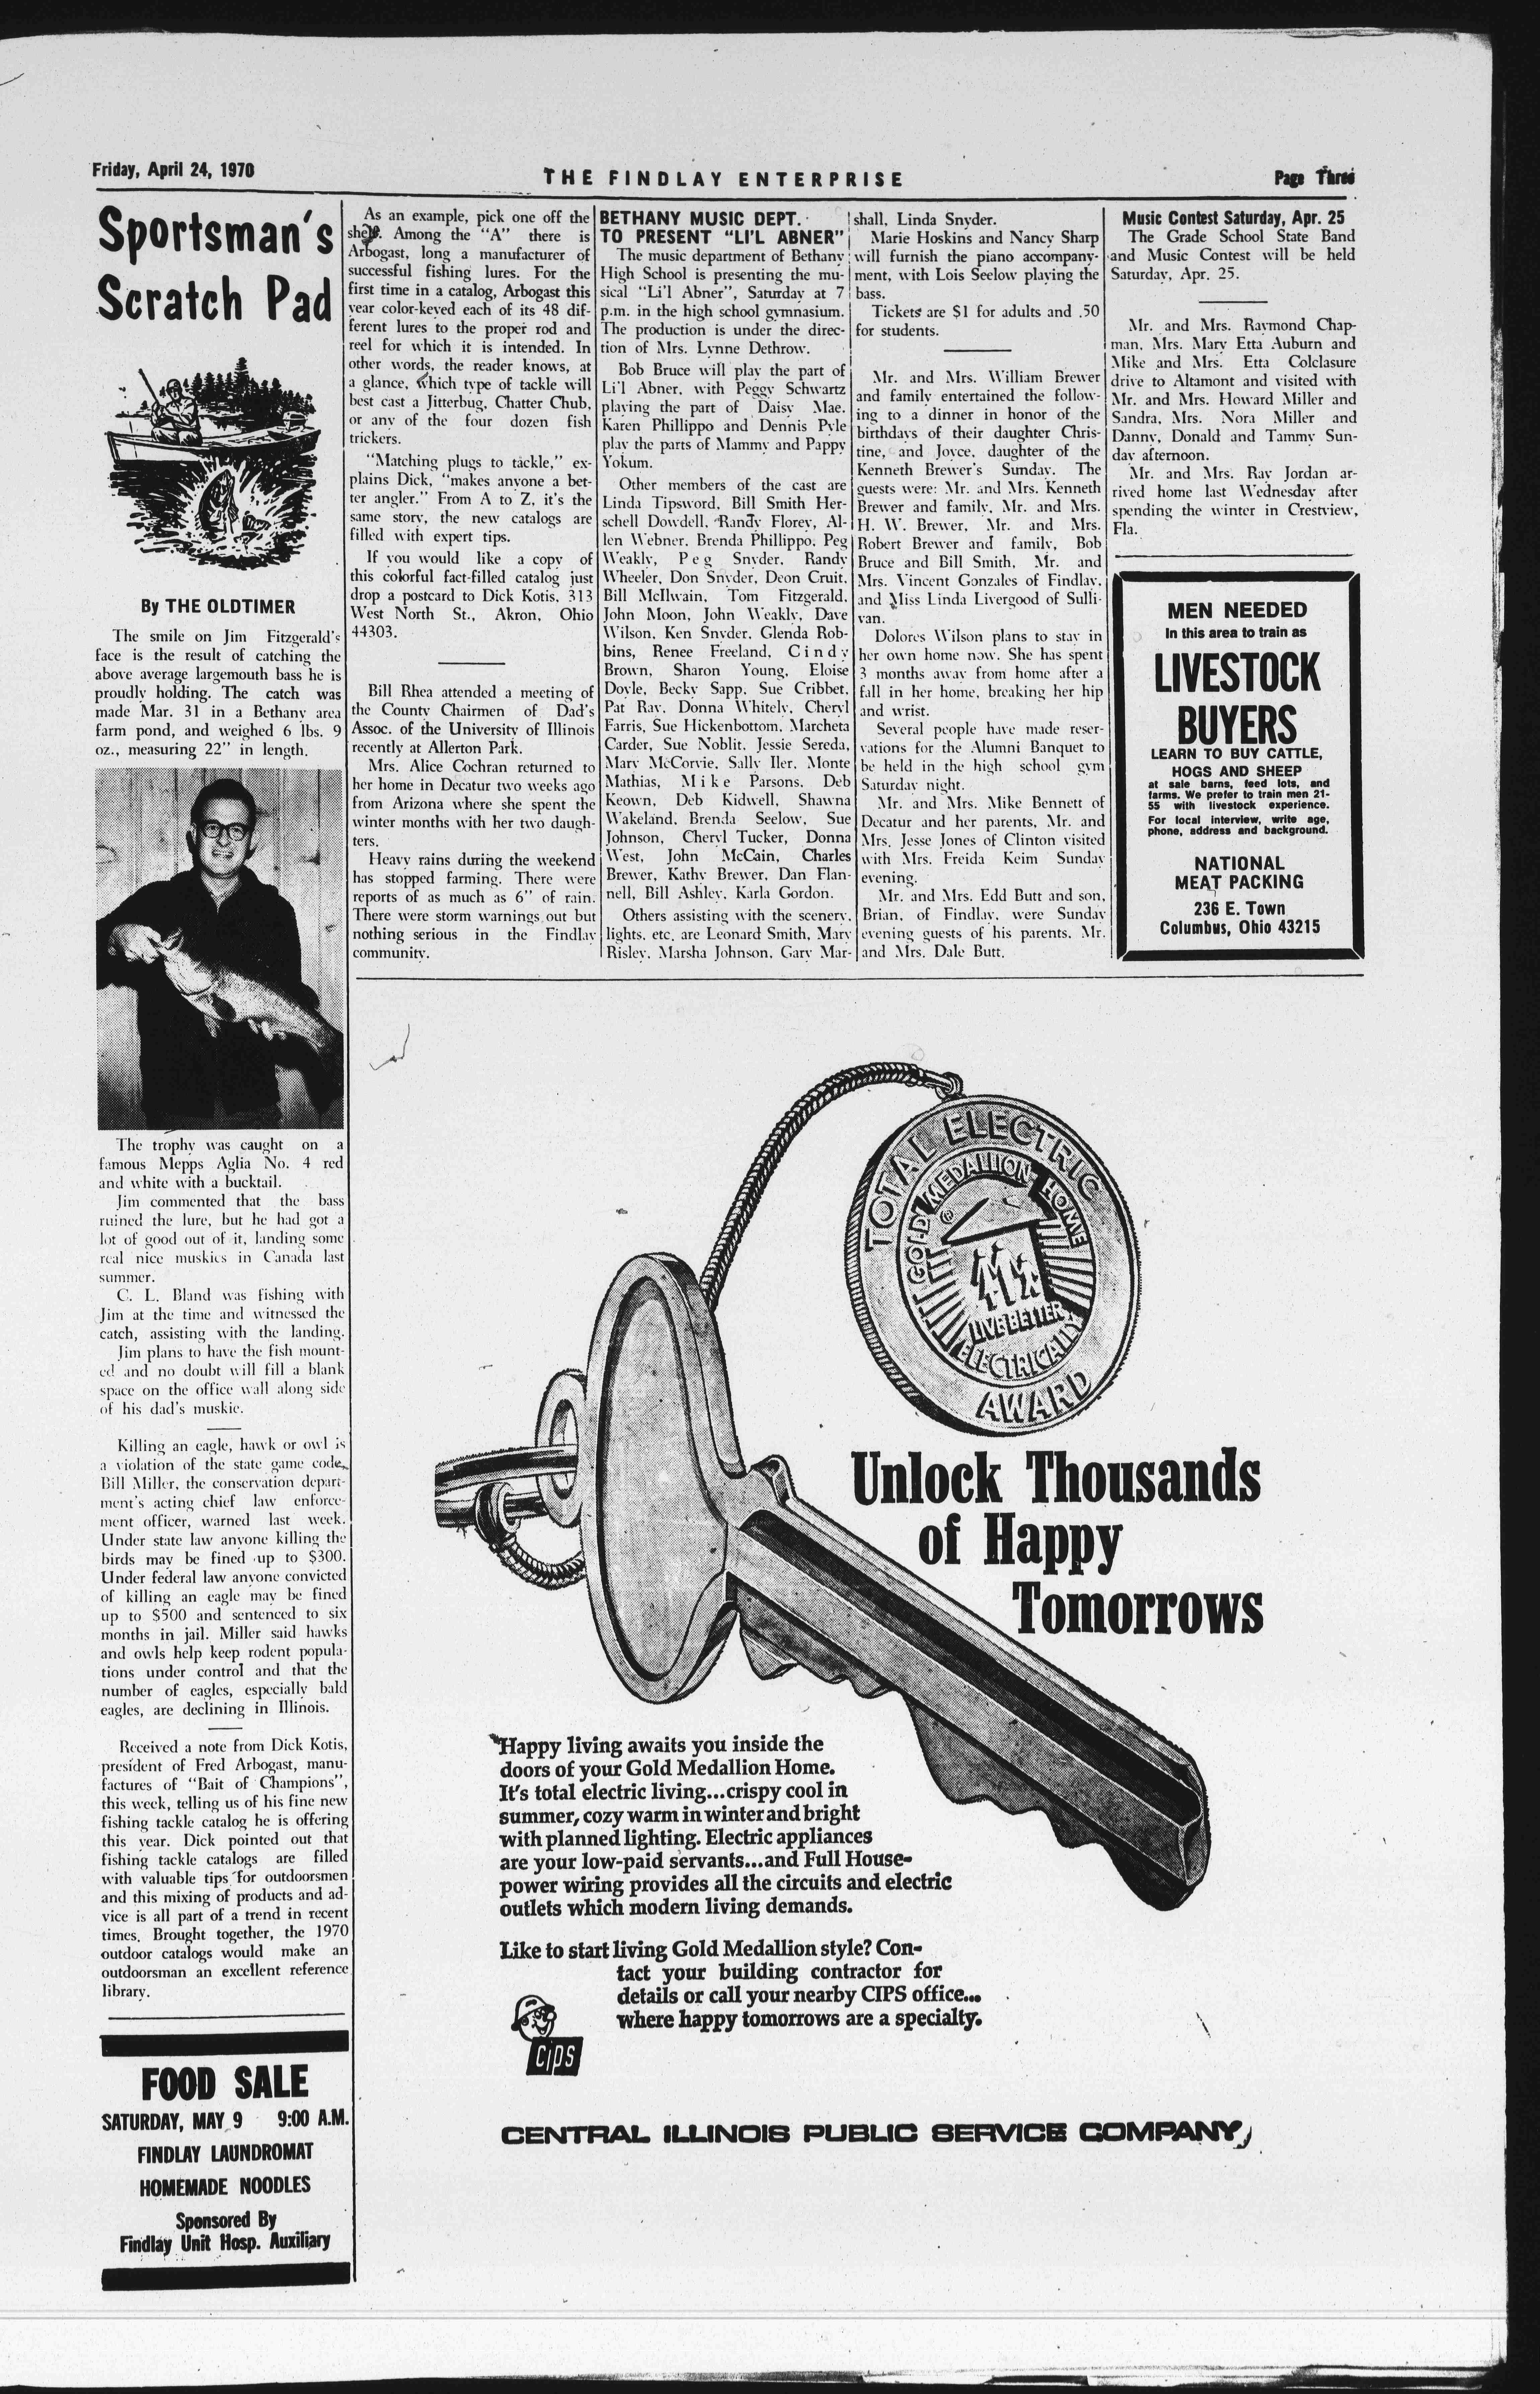 Friday, April 24, 1970
THE FINDLAY ENTERPRISE
Page Three
Sportsman's
Scratch Pad
By THE OLDTIMER
The smile on Jim Fitzgerald's
face is the result of catching the
above average largemouth bass he is
proudly holding. The catch was
made Mar. 31 in a Bethany area
farm pond, and weighed 6 lbs. 9
oz., measuring 22" in length.
The trophy was caught on a
famous Mepps Aglia No. 4 red
and white with a bucktail.
Jim commented that the bass
ruined the lure, but he had got a
lot of good out of it, landing some
real nice muskies in Canada last
summer.
C. L. Bland was fishing with
Jim at the time and witnessed the
catch, assisting with the landing.
Jim plans to have the fish mount-
ed and no doubt will fill a blank
space on the office wall along side
of his dad's muskie.
Killing an eagle, hawk or owl is
a violation of the state game code,
Bill Miller, the conservation depart-
ment's acting chief law enforce-
ment officer, warned last week.
Under state law anyone killing the
birds may be fined up to $300.
Under federal law anyone convicted
of killing an eagle may be fined
up to $500 and sentenced to six
months in jail. Miller said hawks
and owls help keep rodent popula-
tions under control and that the
number of eagles, especially bald
eagles, are declining in Illinois.
Received a note from Dick Kotis,
president of Fred Arbogast, manu-
factures of "Bait of Champions",
this week, telling us of his fine new
fishing tackle catalog he is offering
this year. Dick pointed out that
fishing tackle catalogs are filled
with valuable tips for outdoorsmen
and this mixing of products and ad-
vice is all part of a trend in recent
times. Brought together, the 1970
outdoor catalogs would make an
outdoorsman an excellent reference
library.
FOOD SALE
SATURDAY, MAY 9 9:00 A.M.
FINDLAY LAUNDROMAT
HOMEMADE NOODLES
Sponsored By
Findlay Unit Hosp. Auxiliary
As an example, pick one off the
shelf. Among the "A" there is
Arbogast, long a manufacturer of
successful fishing lures. For the
first time in a catalog, Arbogast this
year color-keyed each of its 48 dif-
ferent lures to the proper rod and
reel for which it is intended. In
other words, the reader knows, at
a glance, which type of tackle will
best cast a Jitterbug, Chatter Chub,
or any of the four dozen fish
trickers.
"Matching plugs to tackle," ex-
plains Dick, "makes anyone a bet-
ter angler." From A to Z, it's the
same story, the new catalogs are
filled with expert tips.
If you would like a copy of
this colorful fact-filled catalog just
drop a postcard to Dick Kotis, 313
West North St., Akron, Ohio
44303.
Bill Rhea attended a meeting of
the County Chairmen of Dad's
Assoc. of the University of Illinois
recently at Allerton Park.
Mrs. Alice Cochran returned to
her home in Decatur two weeks ago
from Arizona where she spent the
winter months with her two daugh-
ters.
Heavy rains during the weekend
has stopped farming. There were
reports of as much as 6" of rain.
There were storm warnings out but
nothing serious in the Findlay
community.
BETHANY MUSIC DEPT.
TO PRESENT "LI'L ABNER"
The music department of Bethany
High School is presenting the mu-
sical "Li'l Abner", Saturday at 7
p.m. in the high school gymnasium.
The production is under the direc-
tion of Mrs. Lynne Dethrow.
Bob Bruce will play the part of
Li'l Abner, with Peggy Schwartz
playing the part of Daisy Mae.
Karen Phillippo and Dennis Pyle
play the parts of Mammy and Pappy
Yokum.
Other members of the cast are
Linda Tipsword, Bill Smith Her-
schell Dowdell, Randy Florey, Al-
len Webner, Brenda Phillippo, Peg
Weakly, Peg Snyder, Randy
Wheeler, Don Snyder, Deon Cruit,
Bill McIlwain, Tom Fitzgerald,
John Moon, John Weakly, Dave
Wilson, Ken Snyder, Glenda Rob-
bins, Renee Freeland, Cindy
Brown, Sharon Young, Eloise
Doyle, Becky Sapp, Sue Cribbet,
Pat Ray, Donna Whitely, Cheryl
Farris, Sue Hickenbottom, Marcheta
Carder, Sue Noblit, Jessie Sereda,
Mary McCorvie, Sally Iler, Monte
Mathias, Mike Parsons, Deb
Keown, Deb Kidwell, Shawna
Wakeland, Brenda Seelow, Sue
Johnson, Cheryl Tucker, Donna
West, John McCain, Charles
Brewer, Kathy Brewer, Dan Flan-
nell, Bill Ashley, Karla Gordon.
Others assisting with the scenery,
lights, etc. are Leonard Smith, Mary
Risley, Marsha Johnson, Gary Mar-
shall, Linda Snyder.
Marie Hoskins and Nancy Sharp
will furnish the piano accompany-
ment, with Lois Seelow playing the
bass.
Tickets are $1 for adults and .50
for students.
Mr. and Mrs. William Brewer
and family entertained the follow-
ing to a dinner in honor of the
birthdays of their daughter Chris-
tine, and Joyce, daughter of the
Kenneth Brewer's Sunday. The
guests were: Mr. and Mrs. Kenneth
Brewer and family, Mr. and Mrs.
H. W. Brewer, Mr. and Mrs.
Robert Brewer and family, Bob
Bruce and Bill Smith, Mr. and
Mrs. Vincent Gonzales of Findlay,
and Miss Linda Livergood of Sulli-
van.
Dolores Wilson plans to stay in
her own home now. She has spent
3 months away from home after a
fall in her home, breaking her hip
and wrist.
Several people have made reser-
vations for the Alumni Banquet to
be held in the high school gym
Saturday night.
Mr. and Mrs. Mike Bennett of
Decatur and her parents, Mr. and
Mrs. Jesse Jones of Clinton visited
with Mrs. Freida Keim Sunday
evening.
Mr. and Mrs. Edd Butt and son,
Brian, of Findlay, were Sunday
evening guests of his parents, Mr.
and Mrs. Dale Butt.
Music Contest Saturday, Apr. 25
The Grade School State Band
and Music Contest will be held
Saturday, Apr. 25.
Mr. and Mrs. Raymond Chap-
man, Mrs. Mary Etta Auburn and
Mike and Mrs. Etta Colclasure
drive to Altamont and visited with
Mr. and Mrs. Howard Miller and
Sandra, Mrs. Nora Miller and
Danny, Donald and Tammy Sun-
day afternoon.
Mr. and Mrs. Ray Jordan ar-
rived home last Wednesday after
spending the winter in Crestview,
Fla.
MEN NEEDED
In this area to train as
LIVESTOCK
BUYERS
LEARN TO BUY CATTLE,
HOGS AND SHEEP
at sale barns, feed lots, and
farms. We prefer to train men 21-
55 with livestock experience.
For local interview, write age,
phone, address and background.
NATIONAL
MEAT PACKING
236 E. Town
Columbus, Ohio 43215
TOTAL ELECTRIC
GOLD MEDALLION HOME
®
LIVE BETTER
ELECTRICALLY
AWARD
Unlock Thousands
of Happy
Tomorrows
Happy living awaits you inside the
doors of your Gold Medallion Home.
It's total electric living...crispy cool in
summer, cozy warm in winter and bright
with planned lighting. Electric appliances
are your low-paid servants...and Full House-
power wiring provides all the circuits and electric
outlets which modern living demands.
Like to start living Gold Medallion style? Con-
tact your building contractor for
details or call your nearby CIPS office...
where happy tomorrows are a specialty.
CIPS
CENTRAL ILLINOIS PUBLIC SERVICE COMPANY